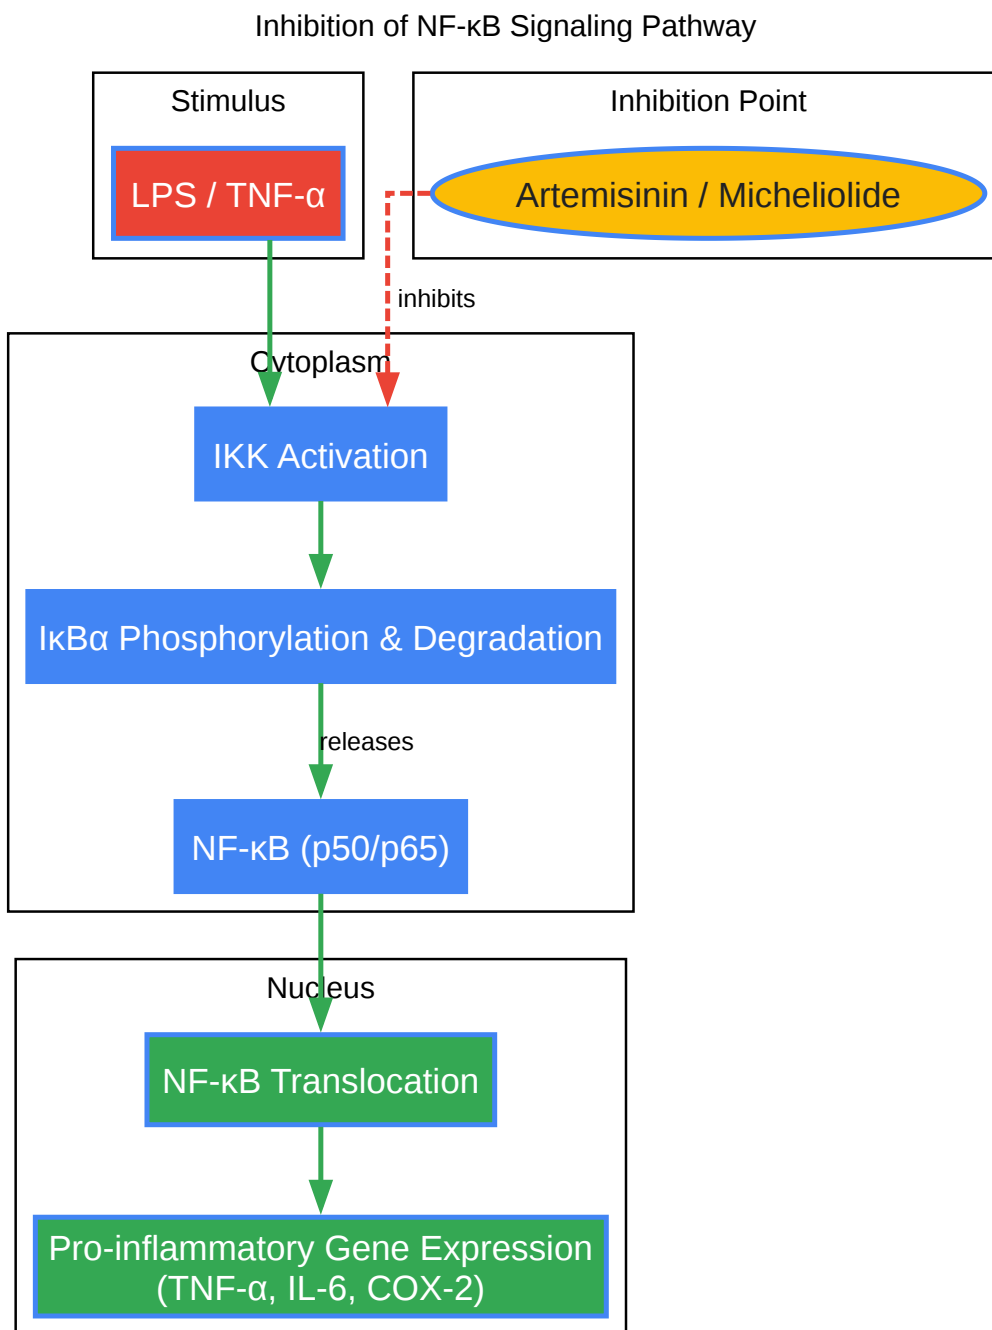 Inhibition of NF-κB Signaling Pathway
Stimulus
Inhibition Point
LPS / TNF-α
Artemisinin / Micheliolide
inhibits
Cytoplasm
IKK Activation
IκBα Phosphorylation & Degradation
releases
NF-κB (p50/p65)
Nucleus
NF-κB Translocation
Pro-inflammatory Gene Expression
(TNF-α, IL-6, COX-2)